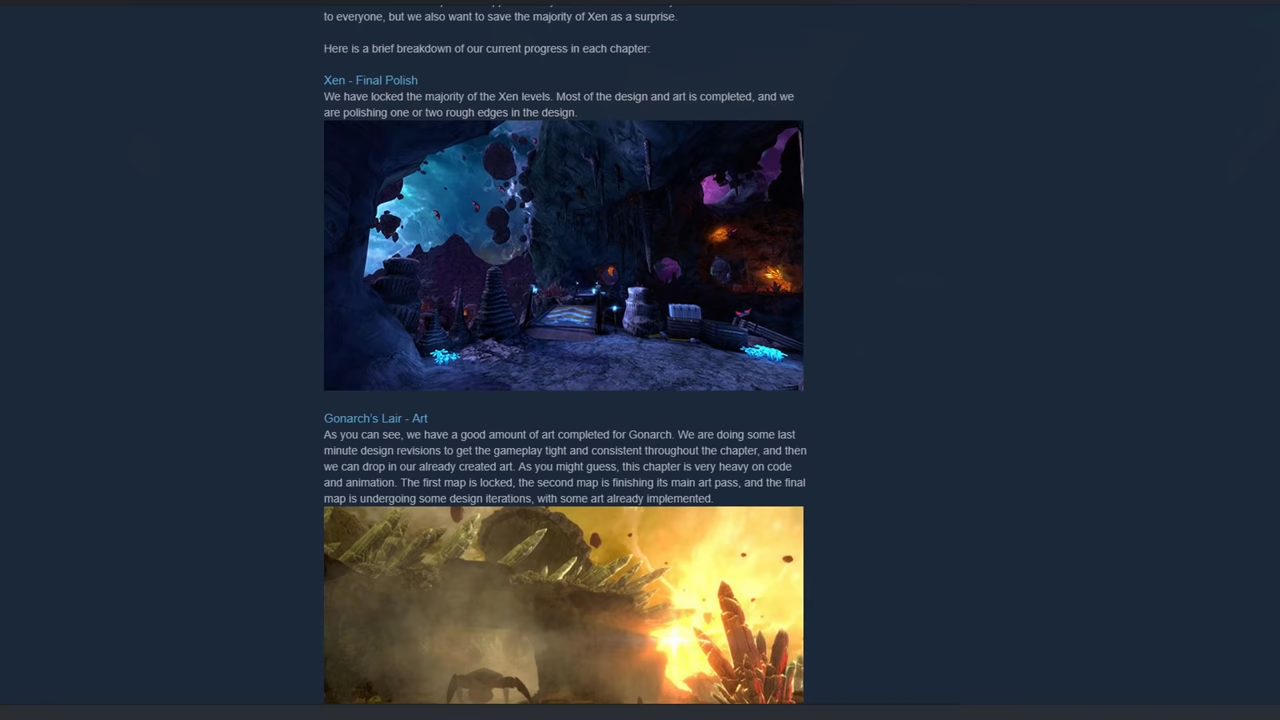 to everyone, but we also want to save the majority of Xen as a surprise.
Here is a brief breakdown of our current progress in each chapter:
Xen - Final Polish
We have locked the majority of the Xen levels. Most of the design and art is completed, and we
are polishing one or two rough edges in the design.
Gonarch's Lair - Art
As you can see, we have a good amount of art completed for Gonarch. We are doing some last
minute design revisions to get the gameplay tight and consistent throughout the chapter, and then
we can drop in our already created art. As you might guess, this chapter is very heavy on code
and animation. The first map is locked, the second map is finishing its main art pass, and the final
map is undergoing some design iterations, with some art already implemented.